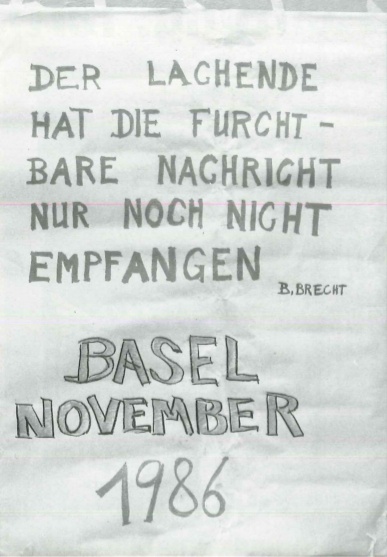 DER LACHENDE
HAT DIE FURCHT-
BARE NACHRICHT
NUR NOCH NICHT
EMPFANGEN
B. BRECHT
BASEL
NOVEMBER
1986